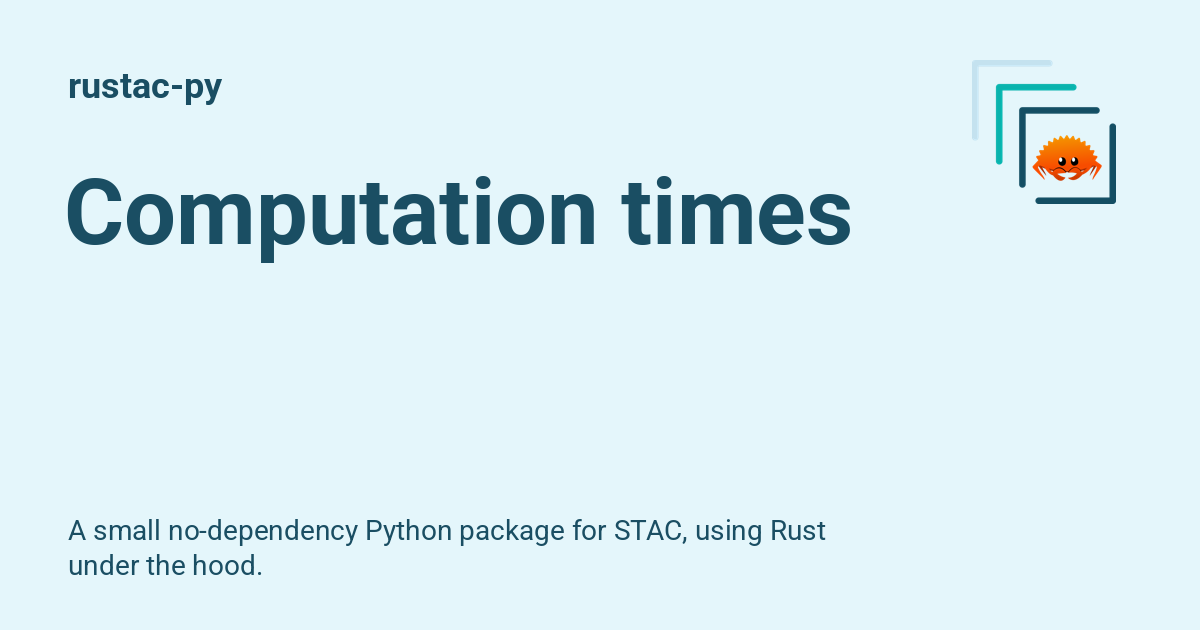 rustac-py
Computation times
A small no-dependency Python package for STAC, using Rust
under the hood.